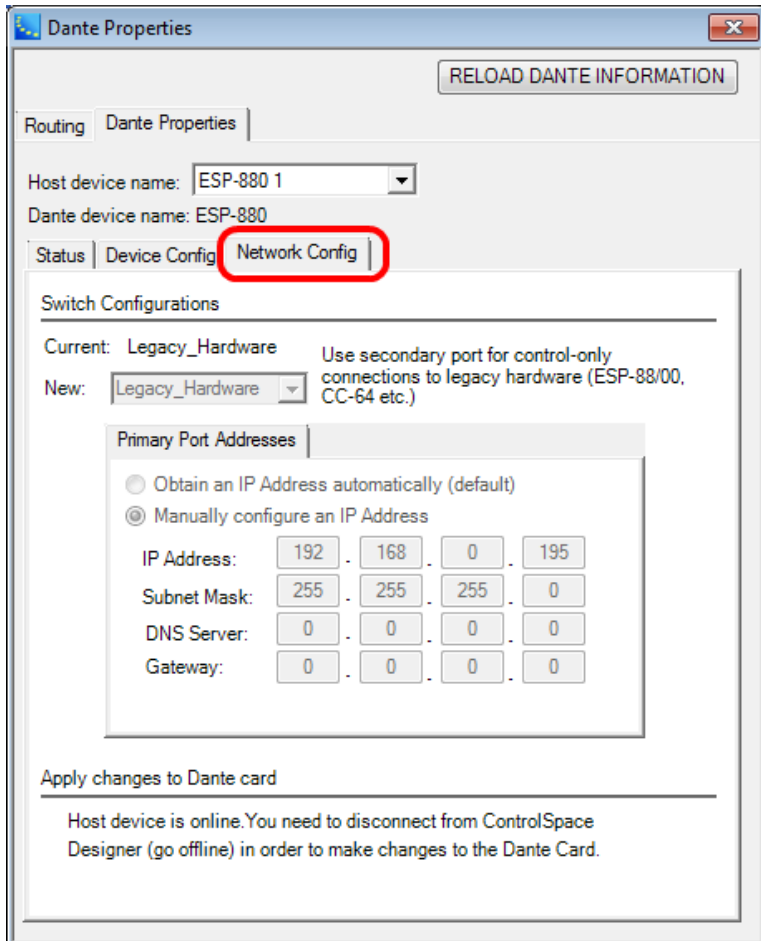 Dante Properties
RELOAD DANTE INFORMATION
Routing Dante Properties
Host device name: ESP-880 1
Dante device name: ESP-880
Status Device Config Network Config
Switch Configurations
Current: Legacy_Hardware
Use secondary port for control-only
connections to legacy hardware (ESP-88/00,
CC-64 etc.)
New: Legacy_Hardware
Primary Port Addresses
Obtain an IP Address automatically (default)
Manually configure an IP Address
IP Address: 192 . 168 . 0 . 195
Subnet Mask: 255 . 255 . 255 . 0
DNS Server: 0 . 0 . 0 . 0
Gateway: 0 . 0 . 0 . 0
Apply changes to Dante card
Host device is online.You need to disconnect from ControlSpace
Designer (go offline) in order to make changes to the Dante Card.